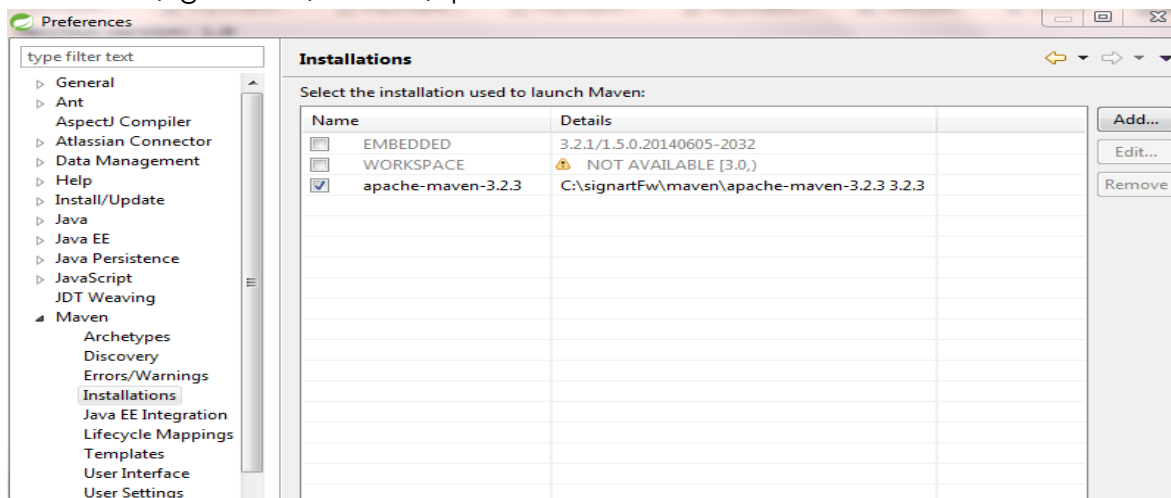 Preferences
type filter text
General
Ant
AspectJ Compiler
Atlassian Connector
Data Management
Help
Install/Update
Java
Java EE
Java Persistence
JavaScript
JDT Weaving
Maven
Archetypes
Discovery
Errors/Warnings
Installations
Java EE Integration
Lifecycle Mappings
Templates
User Interface
User Settings
Installations
Select the installation used to launch Maven:
Name Details
EMBEDDED 3.2.1/1.5.0.20140605-2032
WORKSPACE NOT AVAILABLE [3.0,)
apache-maven-3.2.3 C:\signartFw\maven\apache-maven-3.2.3 3.2.3
Add...
Edit...
Remove